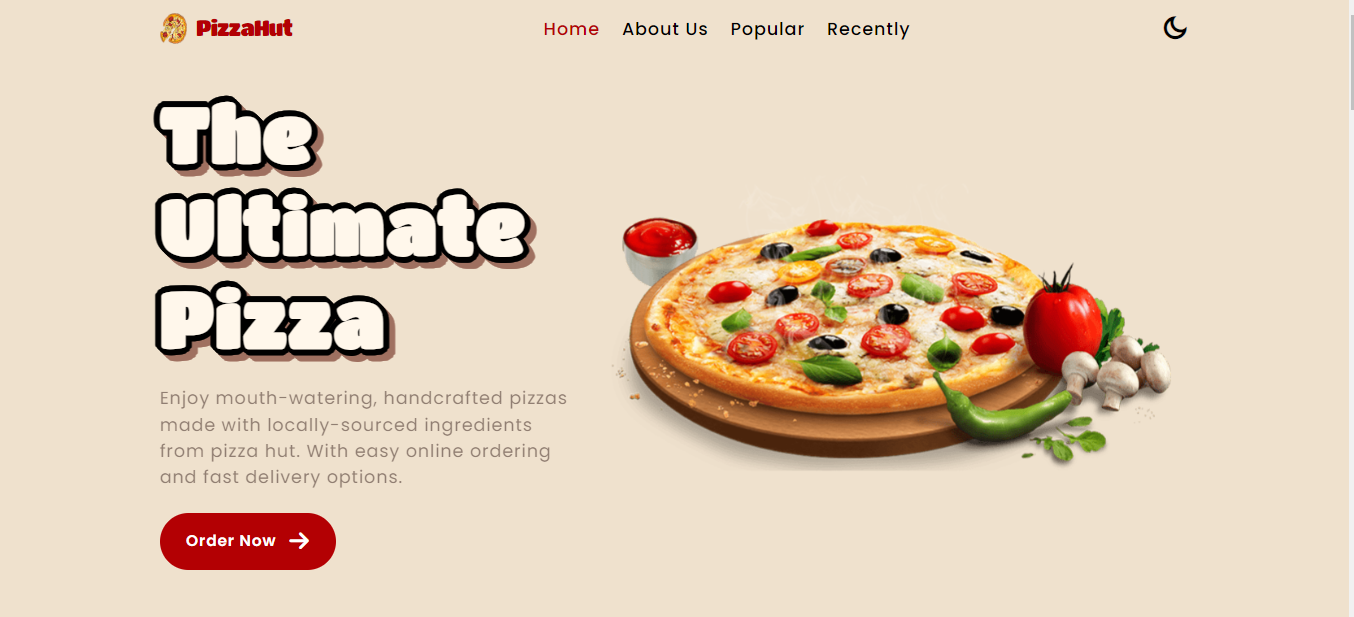 PizzaHut
Home About Us Popular Recently
The
Ultimate
Pizza
Enjoy mouth-watering, handcrafted pizzas
made with locally-sourced ingredients
from pizza hut. With easy online ordering
and fast delivery options.
Order Now